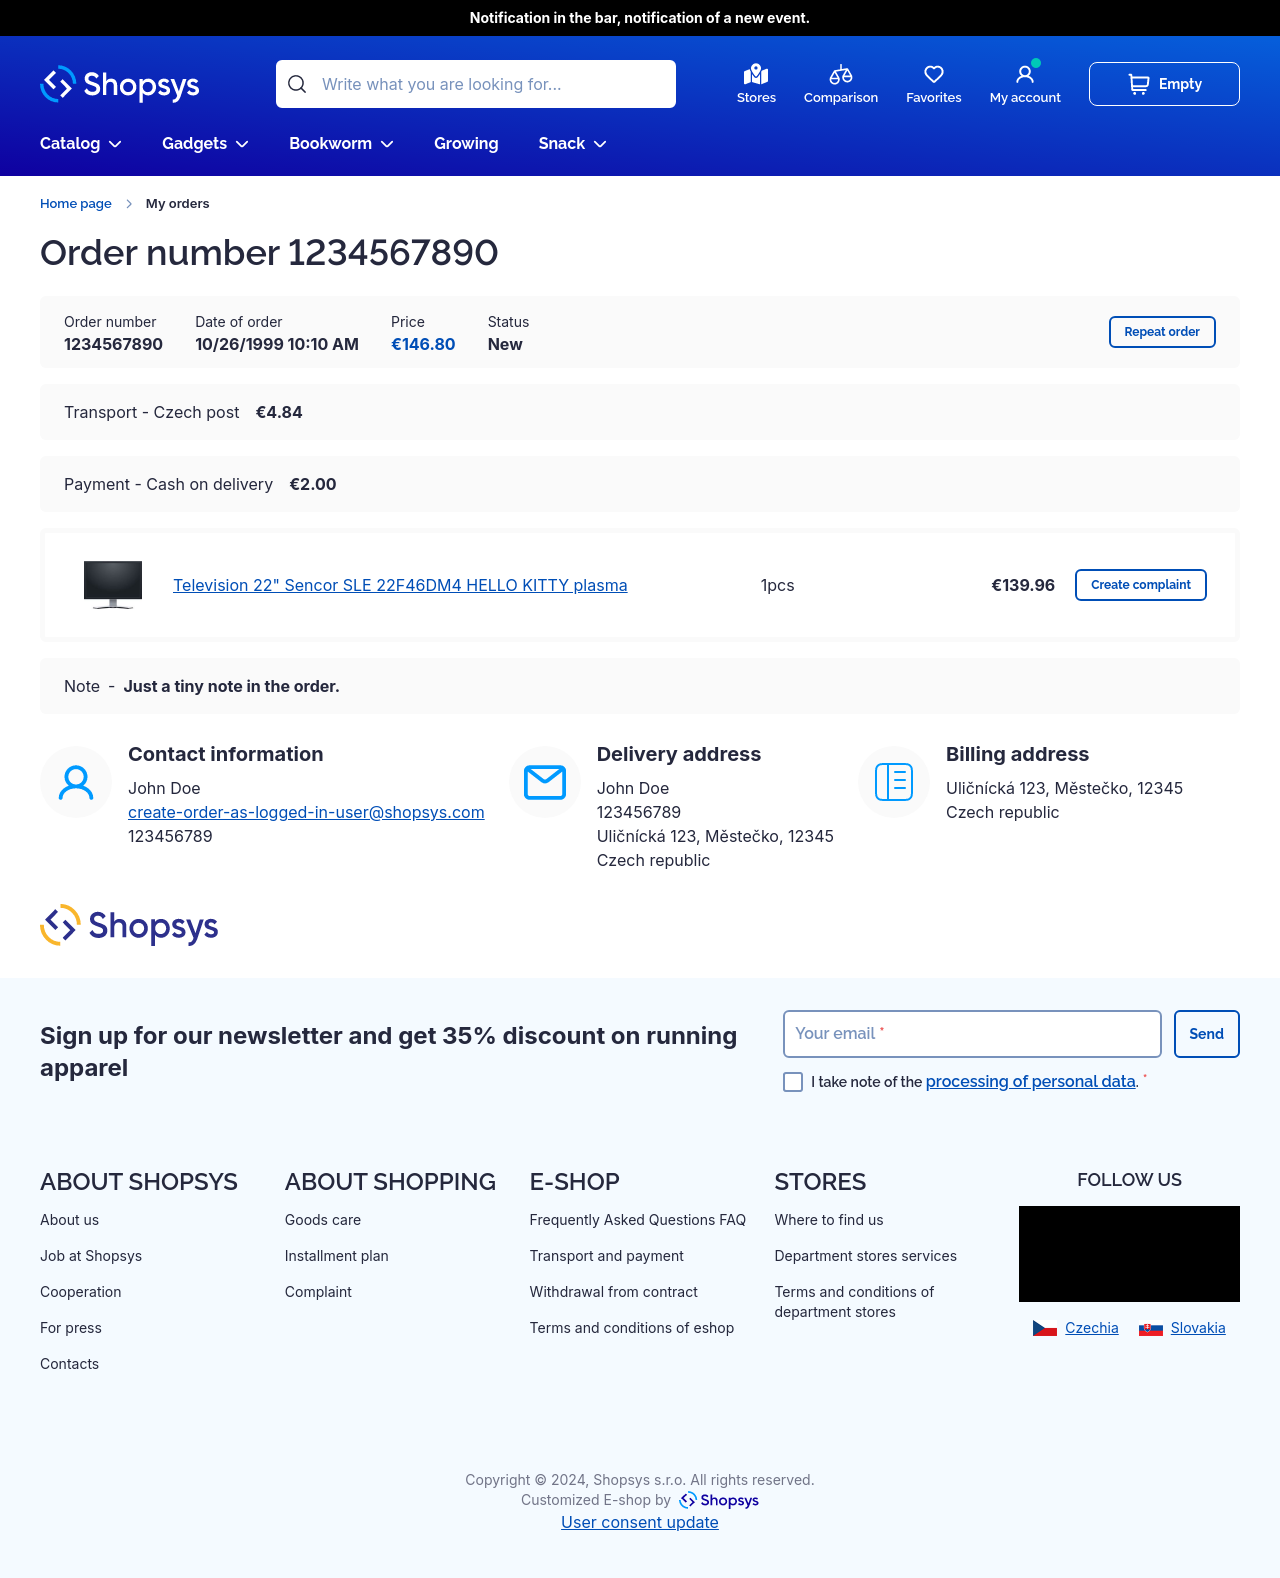 Notification in the bar, notification of a new event.
Shopsys
Write what you are looking for...
Stores
Comparison
Favorites
My account
Empty
Catalog
Gadgets
Bookworm
Growing
Snack
Home page
My orders
Order number 1234567890
Order number
1234567890
Date of order
10/26/1999 10:10 AM
Price
€146.80
Status
New
Repeat order
Transport - Czech post €4.84
Payment - Cash on delivery €2.00
Television 22" Sencor SLE 22F46DM4 HELLO KITTY plasma
1pcs
€139.96
Create complaint
Note - Just a tiny note in the order.
Contact information
John Doe
create-order-as-logged-in-user@shopsys.com
123456789
Delivery address
John Doe
123456789
Uličnícká 123, Městečko, 12345
Czech republic
Billing address
Uličnícká 123, Městečko, 12345
Czech republic
Shopsys
Sign up for our newsletter and get 35% discount on running
apparel
Your email *
Send
I take note of the processing of personal data. *
ABOUT SHOPSYS
About us
Job at Shopsys
Cooperation
For press
Contacts
ABOUT SHOPPING
Goods care
Installment plan
Complaint
E-SHOP
Frequently Asked Questions FAQ
Transport and payment
Withdrawal from contract
Terms and conditions of eshop
STORES
Where to find us
Department stores services
Terms and conditions of
department stores
FOLLOW US
Czechia
Slovakia
Copyright © 2024, Shopsys s.r.o. All rights reserved.
Customized E-shop by Shopsys
User consent update